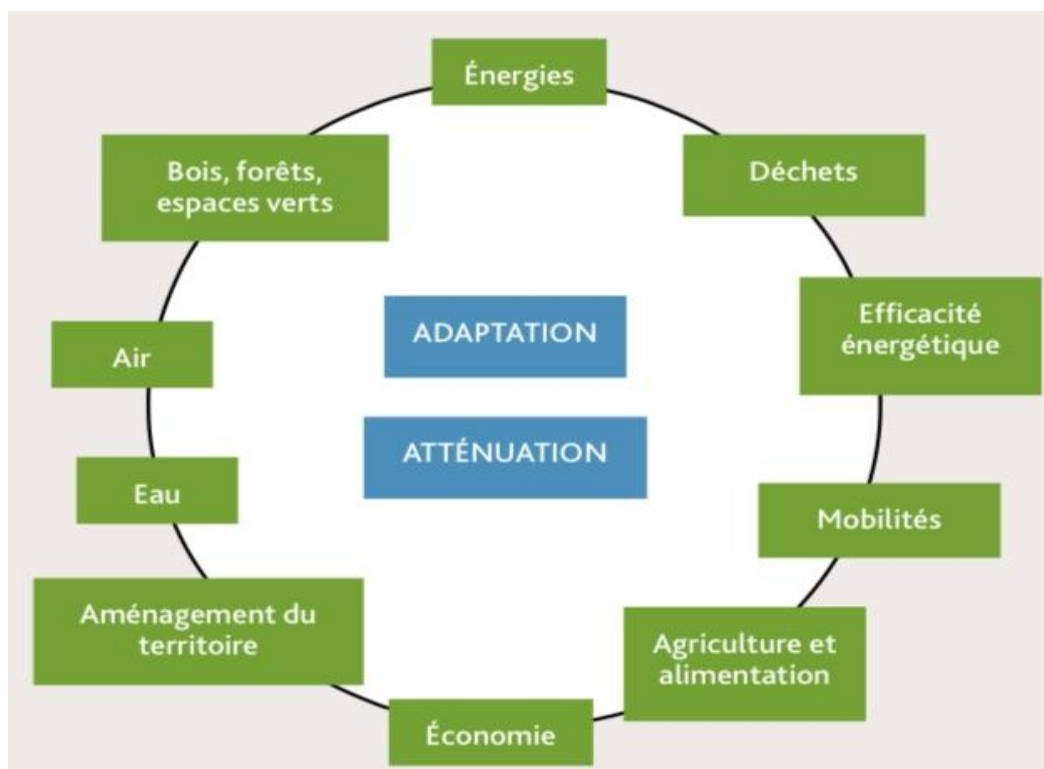 Énergies
Bois, forêts,
espaces verts
Déchets
Efficacité
énergétique
ADAPTATION
Air
ATTÉNUATION
Eau
Mobilités
Aménagement du
territoire
Agriculture et
alimentation
Économie